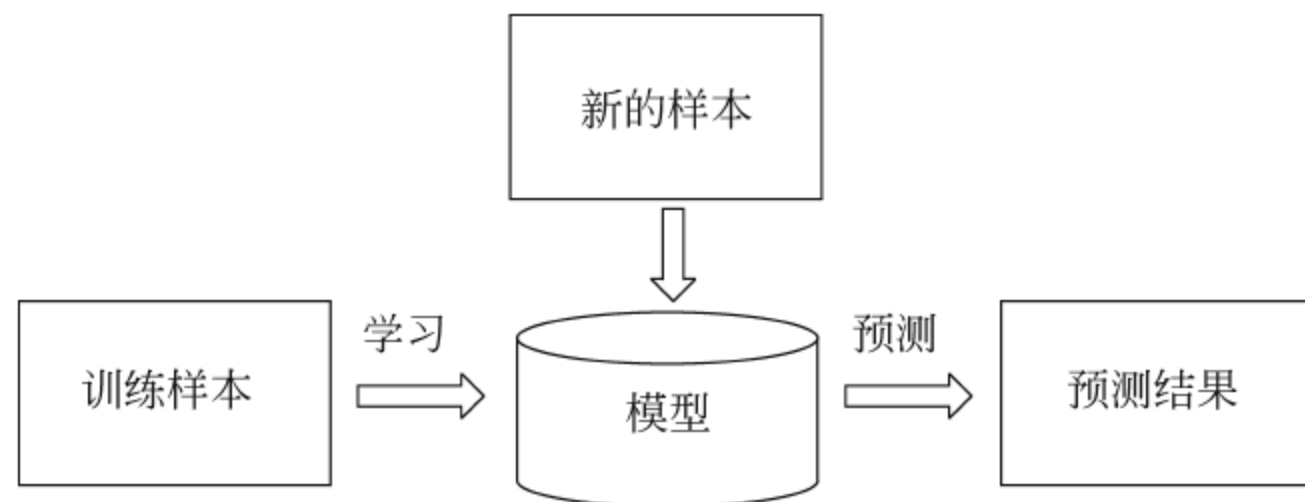 新的样本
学习
预测
训练样本
模型
预测结果